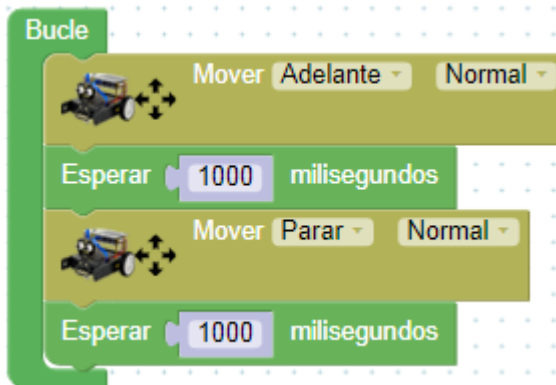 Bucle
Mover Adelante Normal
Esperar 1000 milisegundos
Mover Parar Normal
Esperar 1000 milisegundos